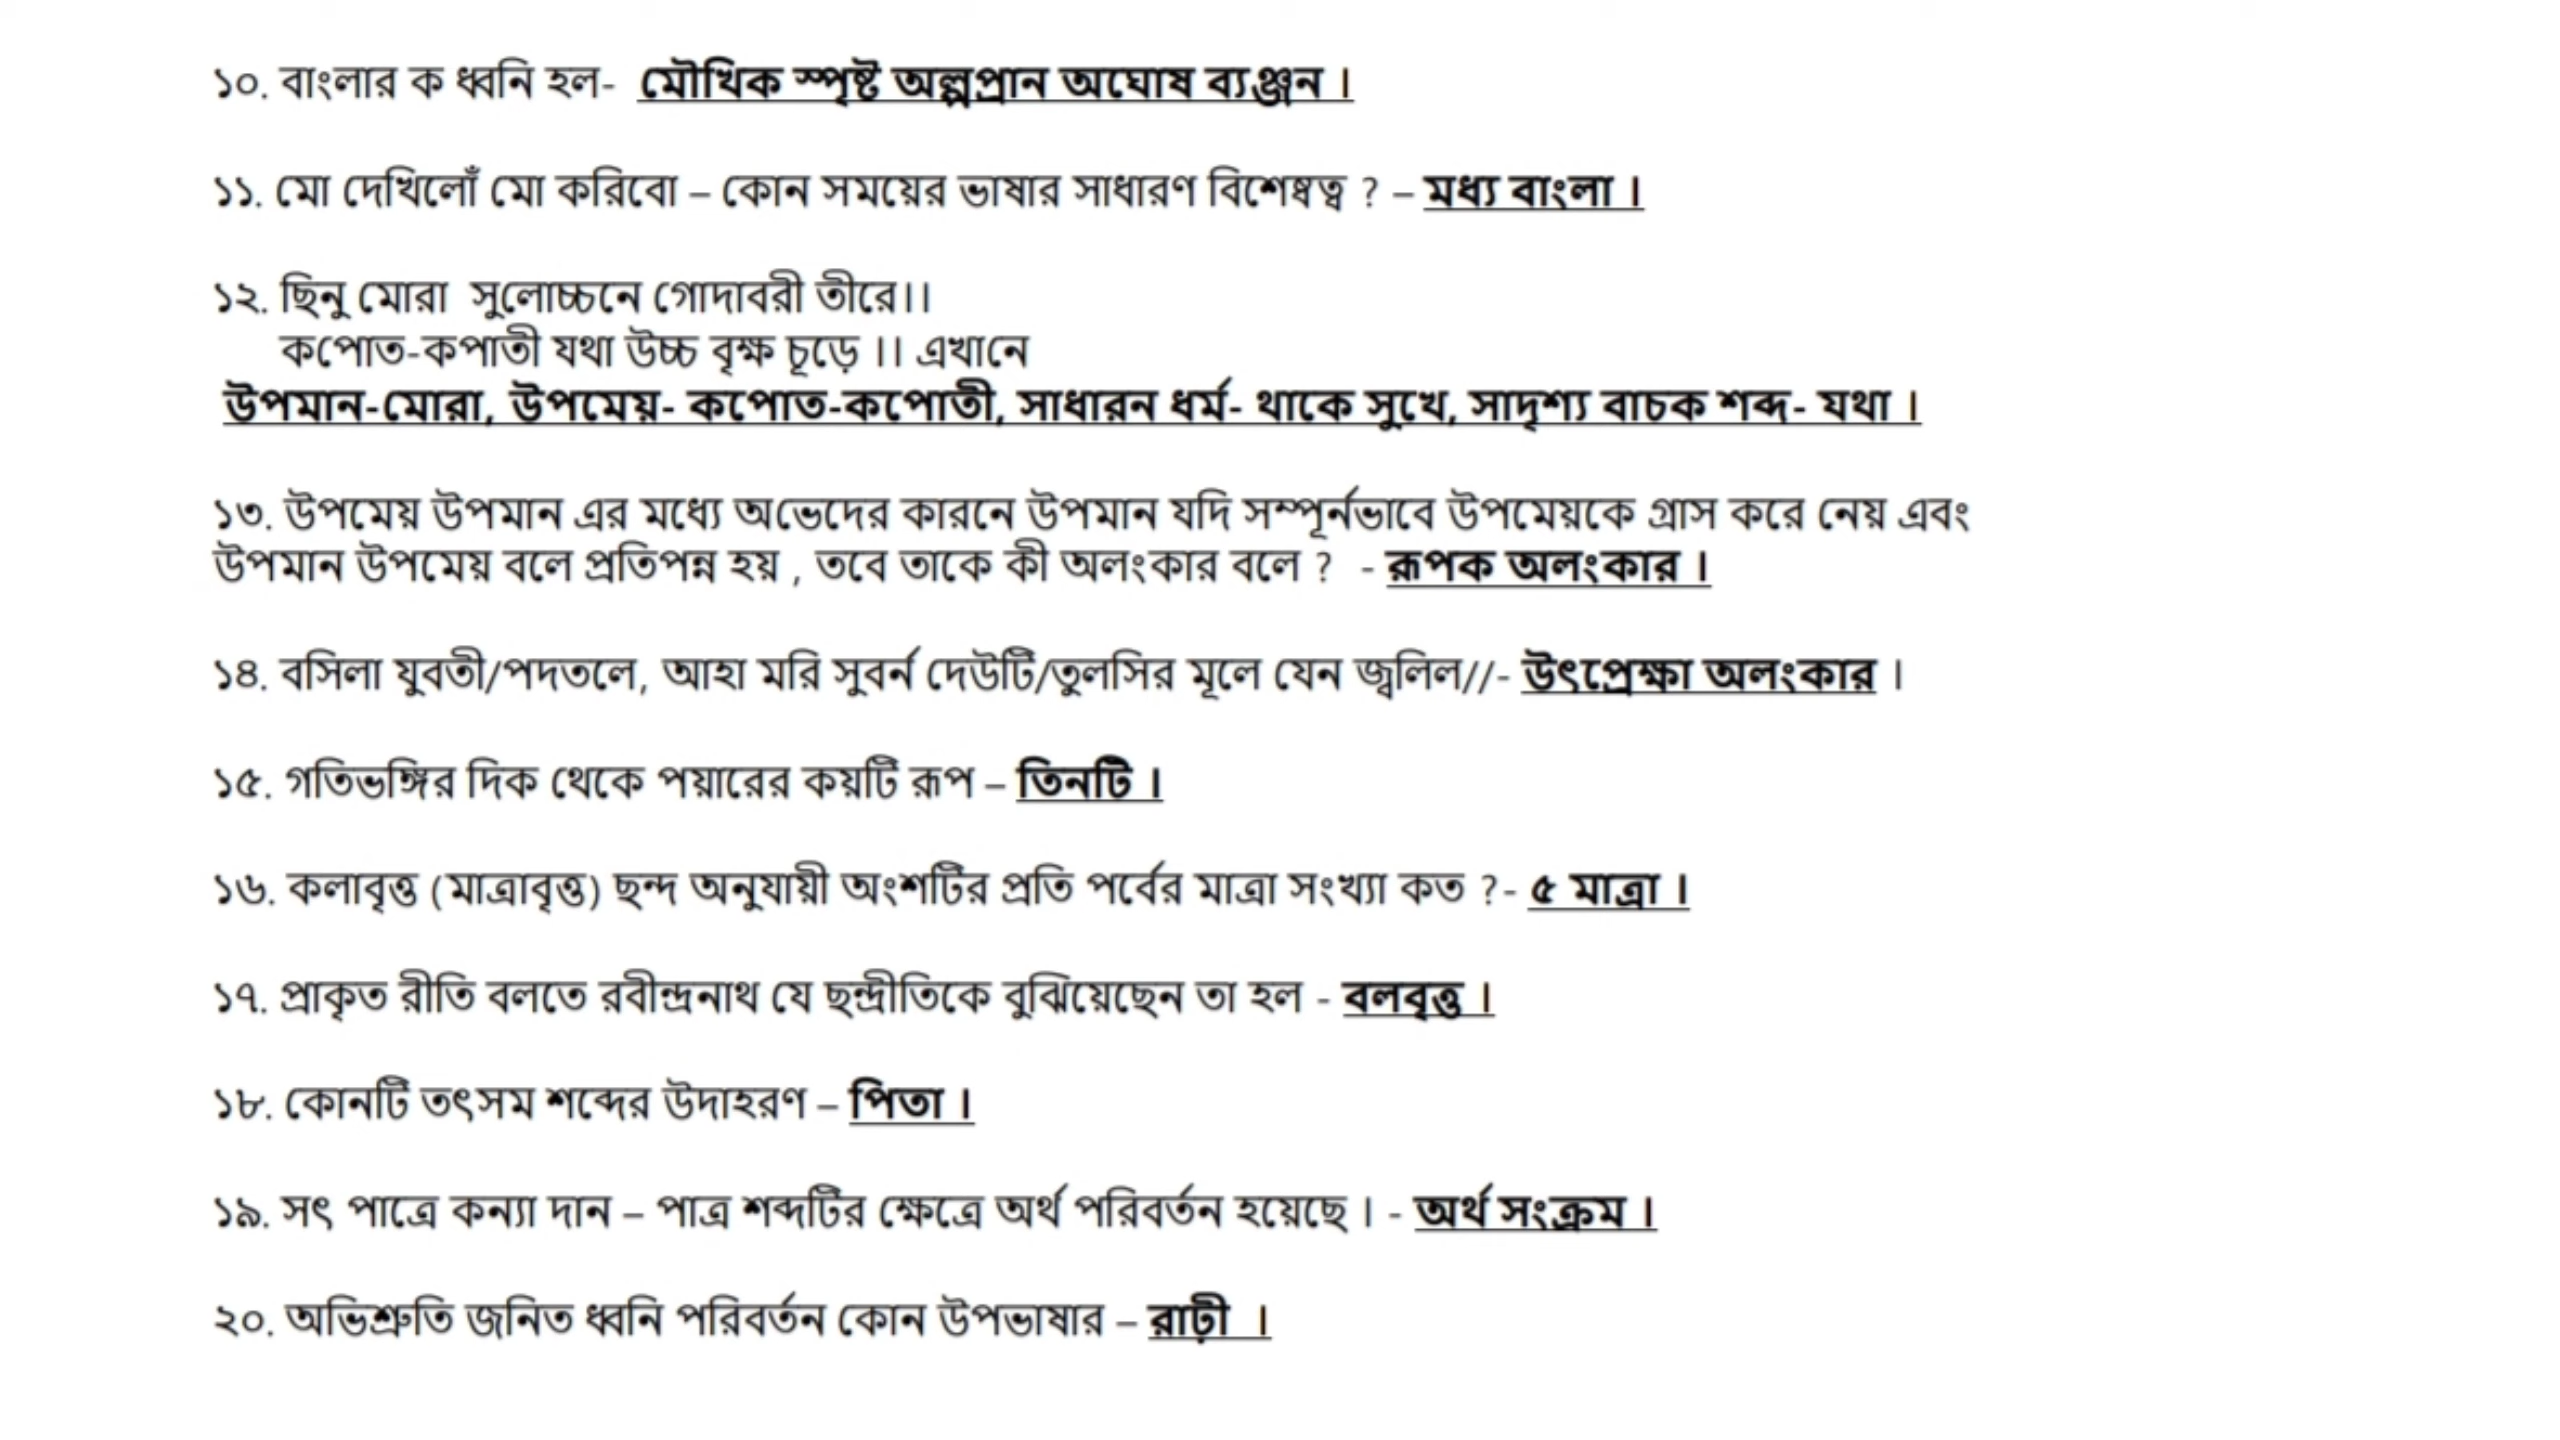 ১০. বাংলার ক ধ্বনি হল- মৌখিক স্পৃষ্ট অল্পপ্রান অঘোষ ব্যঞ্জন ।
১১. মো দেখিলোঁ মো করিবো – কোন সময়ের ভাষার সাধারণ বিশেষ্বত্ব ? – মধ্য বাংলা ।
১২. ছিনু মোরা সুলোচ্চনে গোদাবরী তীরে।।
কপোত-কপাতী যথা উচ্চ বৃক্ষ চূড়ে ।। এখানে
উপমান-মোরা, উপমেয়- কপোত-কপোতী, সাধারন ধর্ম- থাকে সুখে, সাদৃশ্য বাচক শব্দ- যথা ।
১৩. উপমেয় উপমান এর মধ্যে অভেদের কারনে উপমান যদি সম্পূর্নভাবে উপমেয়কে গ্রাস করে নেয় এবং
উপমান উপমেয় বলে প্রতিপন্ন হয় , তবে তাকে কী অলংকার বলে ? - রূপক অলংকার ।
১৪. বসিলা যুবতী/পদতলে, আহা মরি সুবর্ন দেউটি/তুলসির মূলে যেন জ্বলিল//- উৎপ্রেক্ষা অলংকার ।
১৫. গতিভঙ্গির দিক থেকে পয়ারের কয়টি রূপ – তিনটি ।
১৬. কলাবৃত্ত (মাত্রাবৃত্ত) ছন্দ অনুযায়ী অংশটির প্রতি পর্বের মাত্রা সংখ্যা কত ?- ৫ মাত্রা ।
১৭. প্রাকৃত রীতি বলতে রবীন্দ্রনাথ যে ছন্দ্রীতিকে বুঝিয়েছেন তা হল - বলবৃত্ত ।
১৮. কোনটি তৎসম শব্দের উদাহরণ – পিতা ।
১৯. সৎ পাত্রে কন্যা দান – পাত্র শব্দটির ক্ষেত্রে অর্থ পরিবর্তন হয়েছে । - অর্থ সংক্রম ।
২০. অভিশ্রুতি জনিত ধ্বনি পরিবর্তন কোন উপভাষার – রাঢ়ী ।